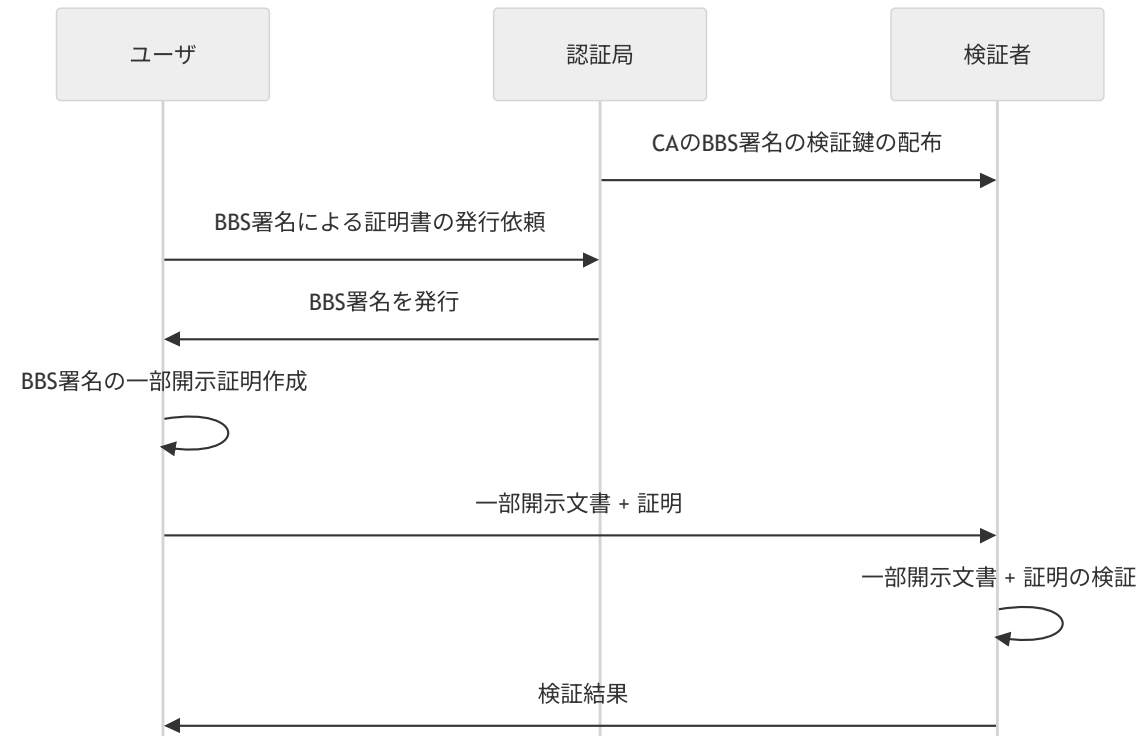 ユーザ
認証局
検証者
CAのBBS署名の検証鍵の配布
BBS署名による証明書の発行依頼
BBS署名を発行
BBS署名の一部開示証明作成
一部開示文書 + 証明
一部開示文書 + 証明の検証
検証結果